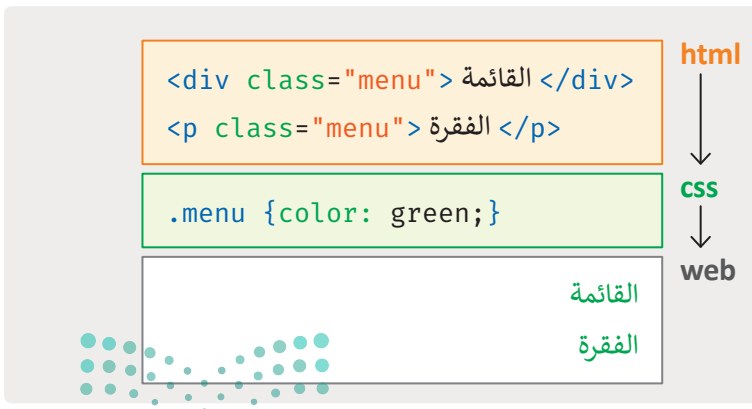 html
<div class="menu"> القائمة </div>
<p class="menu"> الفقرة </p>
css
.menu {color: green;}
web
القائمة
الفقرة